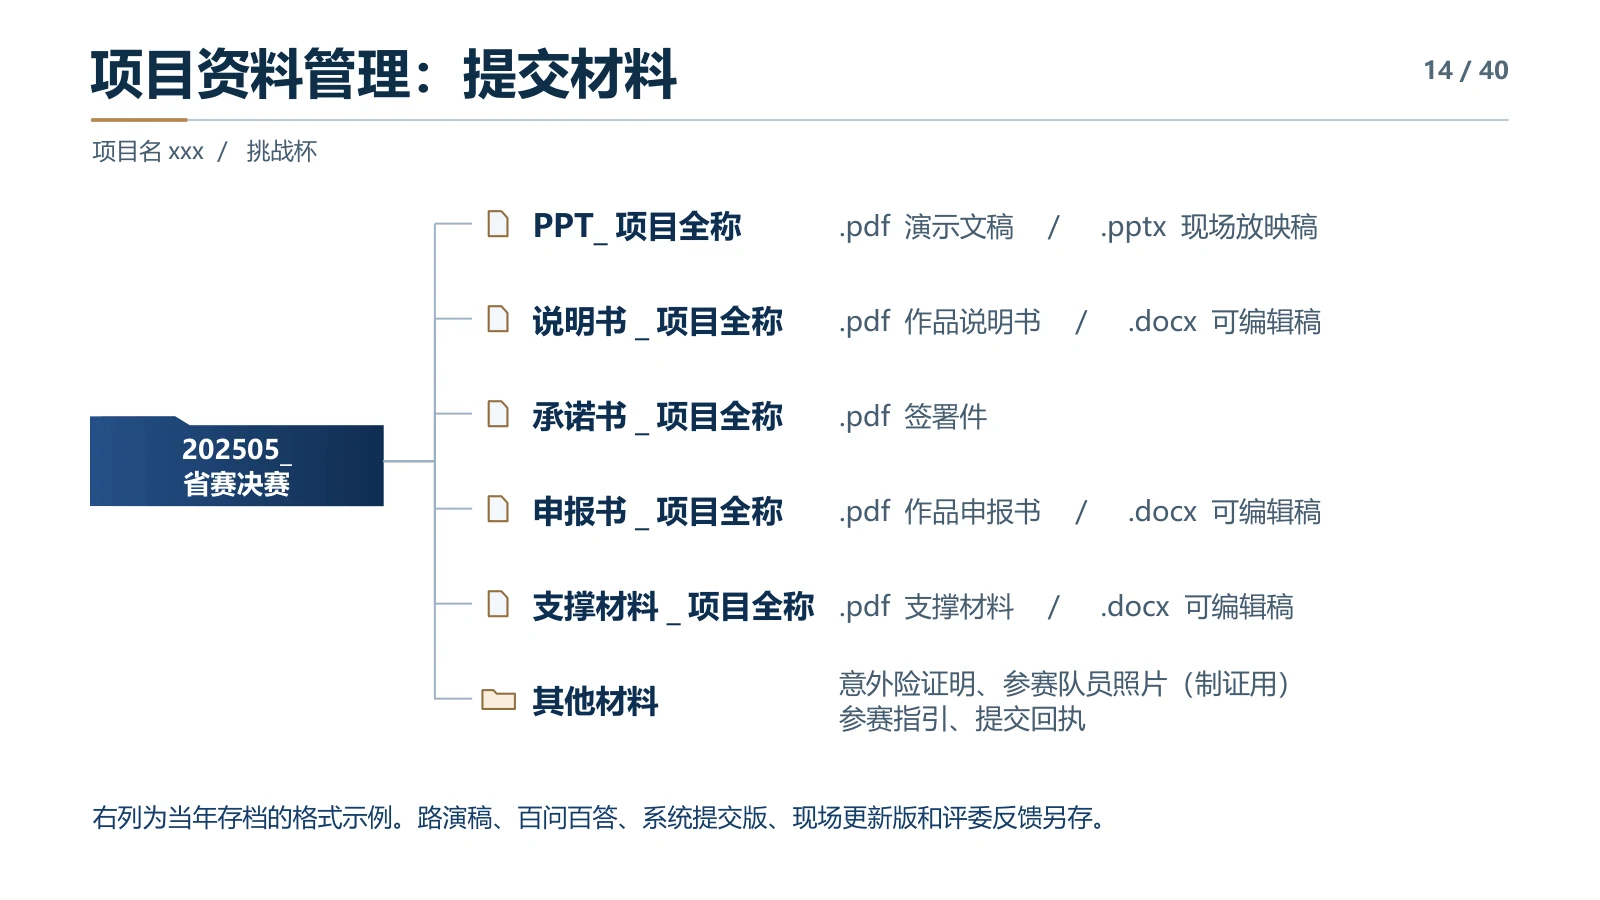 项目资料管理：提交材料
14 / 40
项目名 xxx / 挑战杯
PPT_ 项目全称 .pdf 演示文稿 / .pptx 现场放映稿
说明书 _ 项目全称 .pdf 作品说明书 / .docx 可编辑稿
承诺书 _ 项目全称 .pdf 签署件
202505_
省赛决赛
申报书 _ 项目全称 .pdf 作品申报书 / .docx 可编辑稿
支撑材料 _ 项目全称 .pdf 支撑材料 / .docx 可编辑稿
其他材料
意外险证明、参赛队员照片（制证用）
参赛指引、提交回执
右列为当年存档的格式示例。路演稿、百问百答、系统提交版、现场更新版和评委反馈另存。